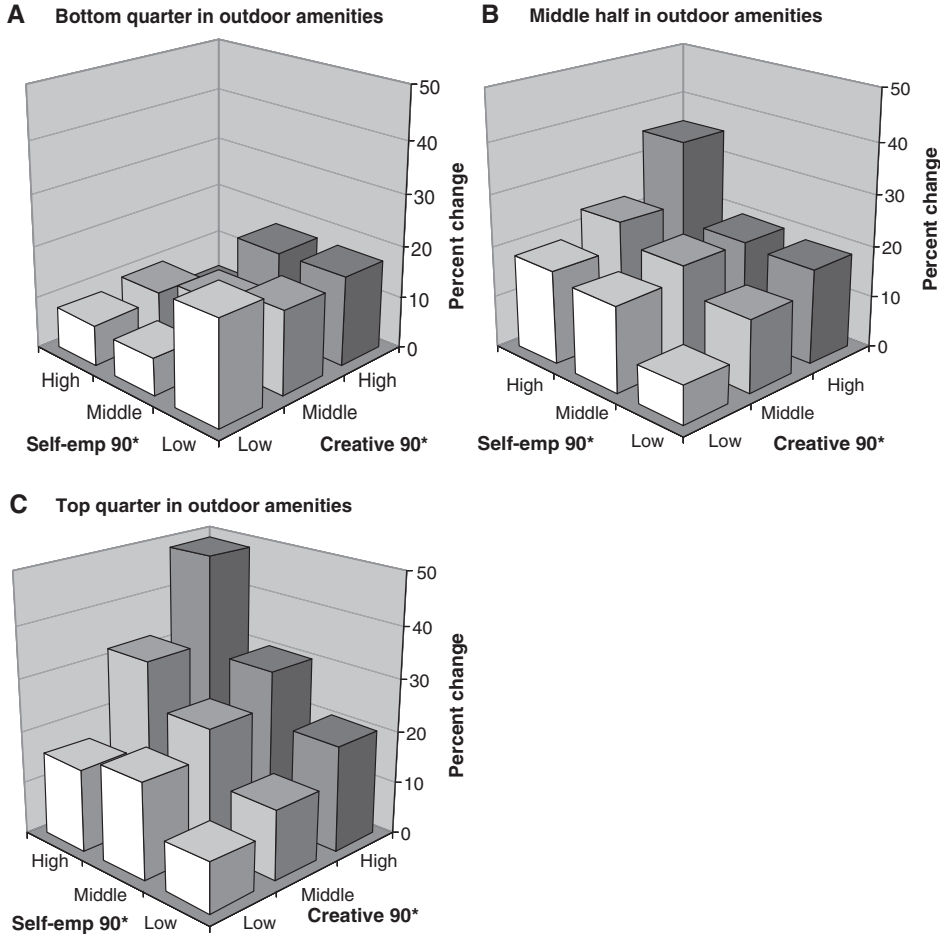 A Bottom quarter in outdoor amenities
50
40
30
20
10
0
Percent change
High
Middle
Low
Self-emp 90*
Low
Middle
High
Creative 90*
B Middle half in outdoor amenities
50
40
30
20
10
0
Percent change
High
Middle
Low
Self-emp 90*
Low
Middle
High
Creative 90*
C Top quarter in outdoor amenities
50
40
30
20
10
0
Percent change
High
Middle
Low
Self-emp 90*
Low
Middle
High
Creative 90*